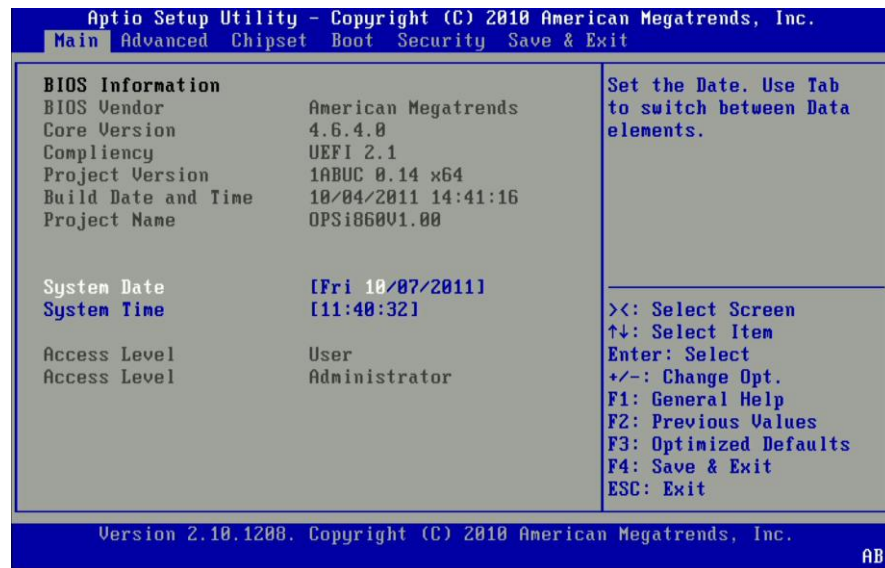 Aptio Setup Utility – Copyright (C) 2010 American Megatrends, Inc.
Main Advanced Chipset Boot Security Save & Exit
BIOS Information
BIOS Vendor American Megatrends
Core Version 4.6.4.0
Compliency UEFI 2.1
Project Version 1ABUC 0.14 x64
Build Date and Time 10/04/2011 14:41:16
Project Name OPSi860V1.00
System Date [Fri 10/07/2011]
System Time [11:40:32]
Access Level User
Access Level Administrator
Set the Date. Use Tab
to switch between Data
elements.
><: Select Screen
↑↓: Select Item
Enter: Select
+/-: Change Opt.
F1: General Help
F2: Previous Values
F3: Optimized Defaults
F4: Save & Exit
ESC: Exit
Version 2.10.1208. Copyright (C) 2010 American Megatrends, Inc.
AB